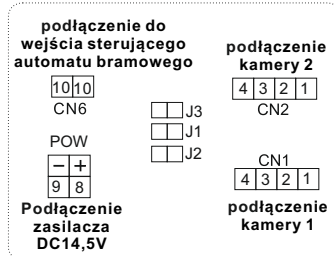 podłączenie do
wejścia sterującego
automatu bramowego
10 10
CN6
POW
– +
9 8
Podłączenie
zasilacza
DC14,5V
J3
J1
J2
podłączenie
kamery 2
4 3 2 1
CN2
CN1
4 3 2 1
podłączenie
kamery 1